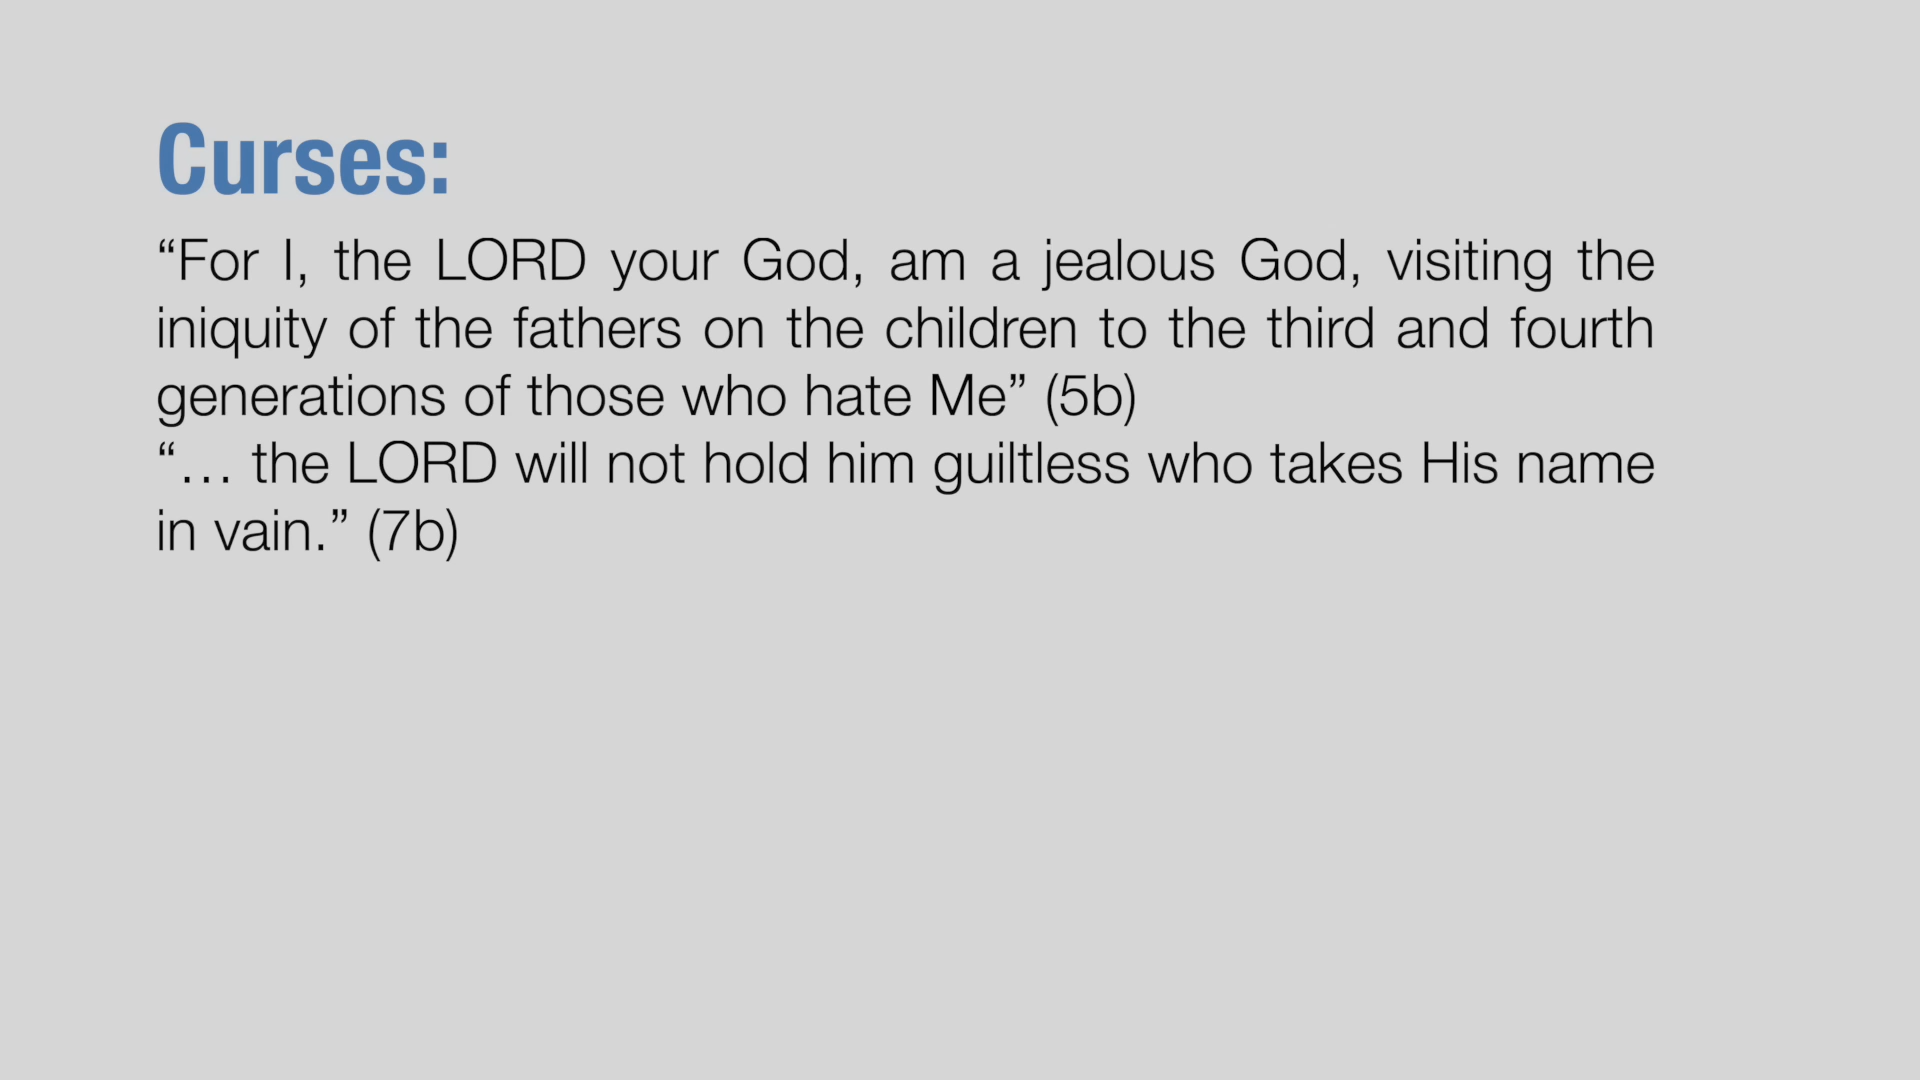 Curses:
“For I, the LORD your God, am a jealous God, visiting the
iniquity of the fathers on the children to the third and fourth
generations of those who hate Me” (5b)
“… the LORD will not hold him guiltless who takes His name
in vain.” (7b)